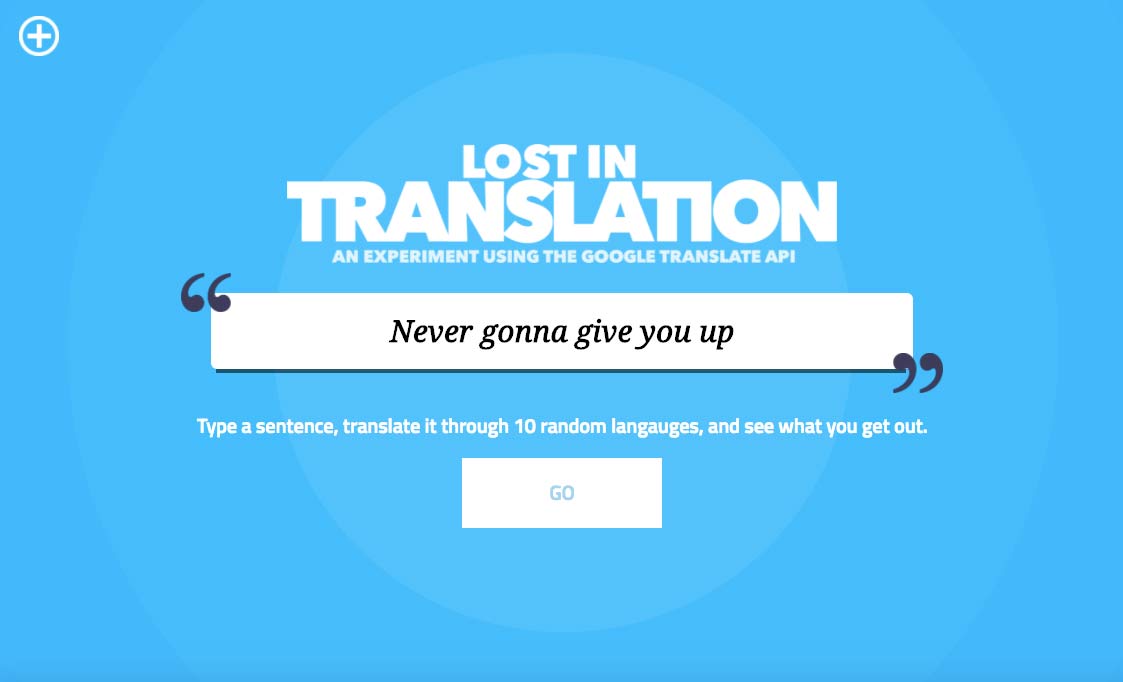 LOST IN
TRANSLATION
AN EXPERIMENT USING THE GOOGLE TRANSLATE API
“
Never gonna give you up
”
Type a sentence, translate it through 10 random langauges, and see what you get out.
GO